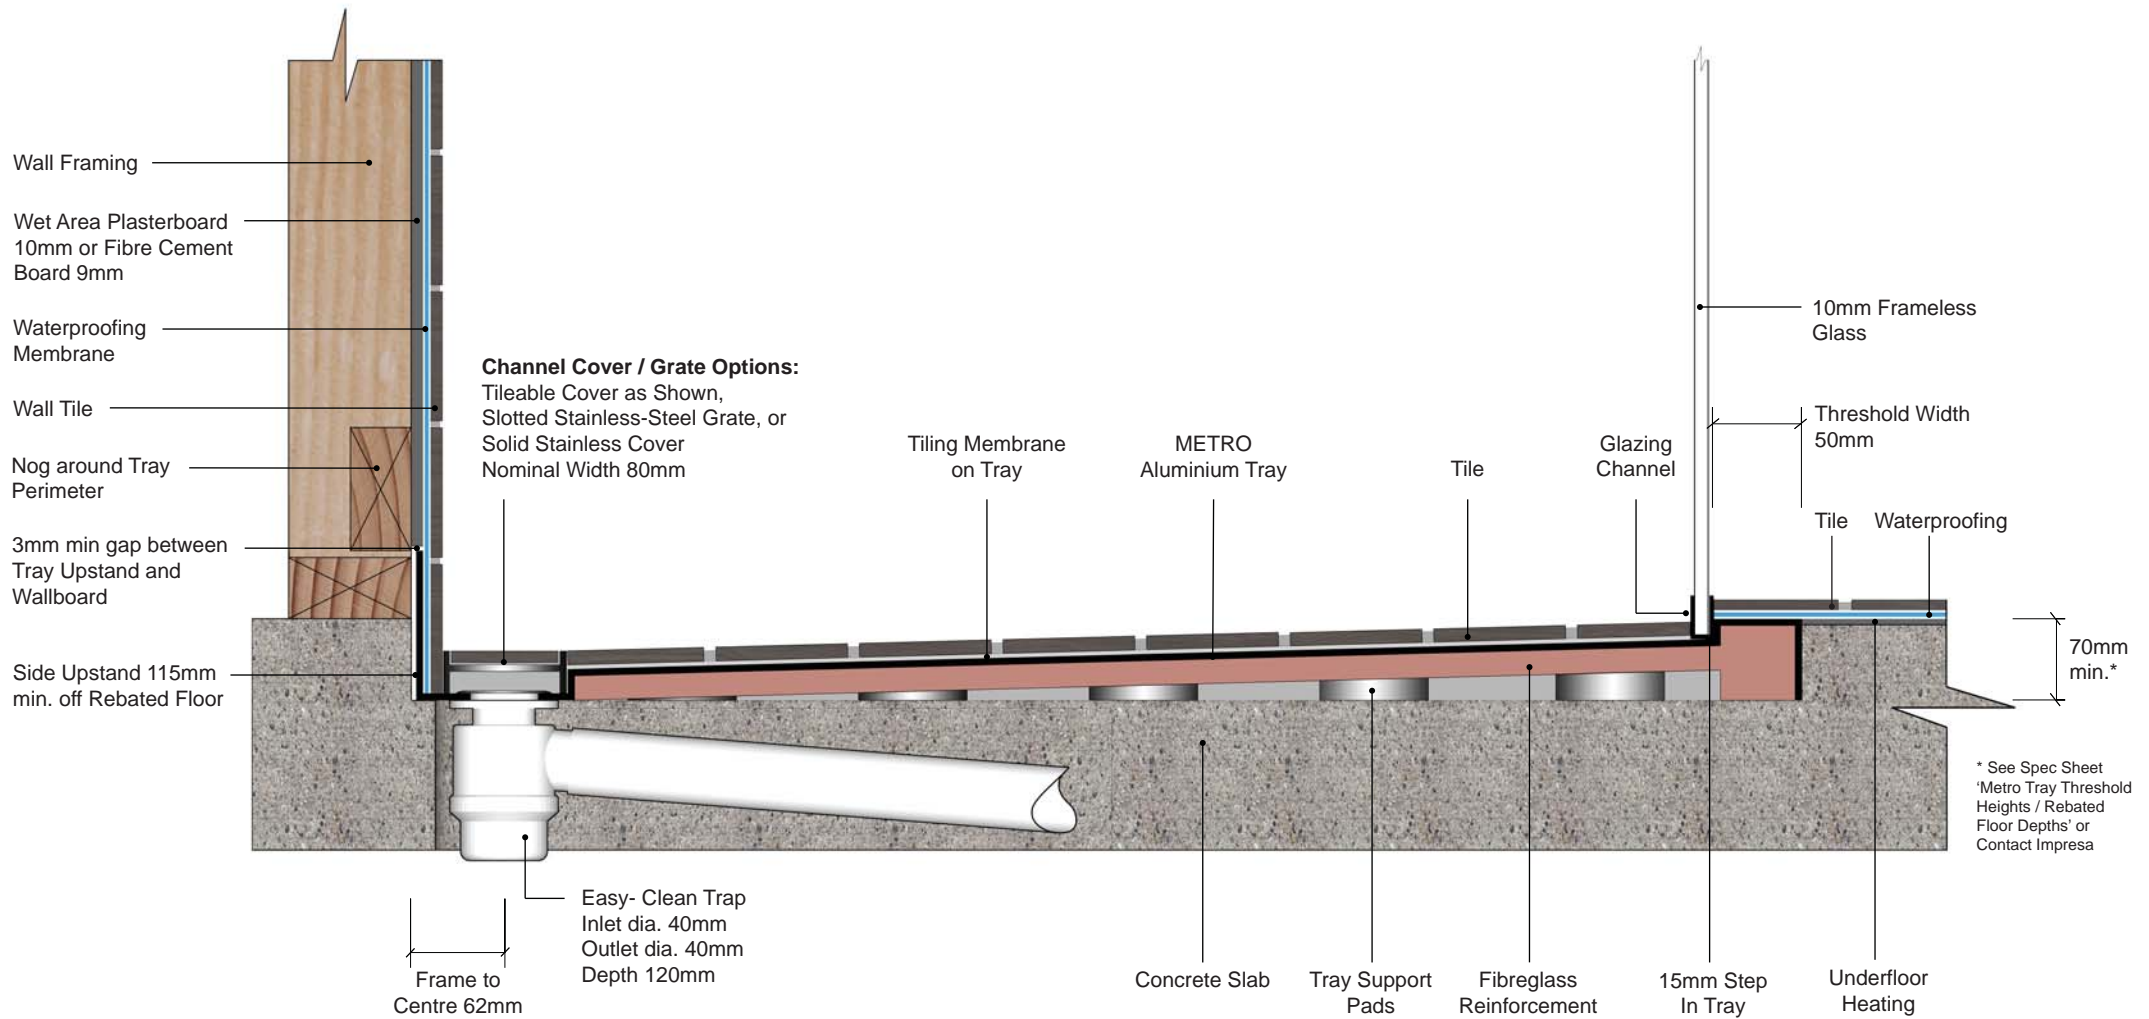 Wall Framing
Wet Area Plasterboard
10mm or Fibre Cement
Board 9mm
Waterproofing
Membrane
Wall Tile
Nog around Tray
Perimeter
3mm min gap between
Tray Upstand and
Wallboard
Side Upstand 115mm
min. off Rebated Floor
Channel Cover / Grate Options:
Tileable Cover as Shown,
Slotted Stainless-Steel Grate, or
Solid Stainless Cover
Nominal Width 80mm
Tiling Membrane
on Tray
METRO
Aluminium Tray
Tile
Glazing
Channel
10mm Frameless
Glass
Threshold Width
50mm
Tile
Waterproofing
70mm
min.*
* See Spec Sheet
‘Metro Tray Threshold
Heights / Rebated
Floor Depths’ or
Contact Impresa
Easy- Clean Trap
Inlet dia. 40mm
Outlet dia. 40mm
Depth 120mm
Frame to
Centre 62mm
Concrete Slab
Tray Support
Pads
Fibreglass
Reinforcement
15mm Step
In Tray
Underfloor
Heating